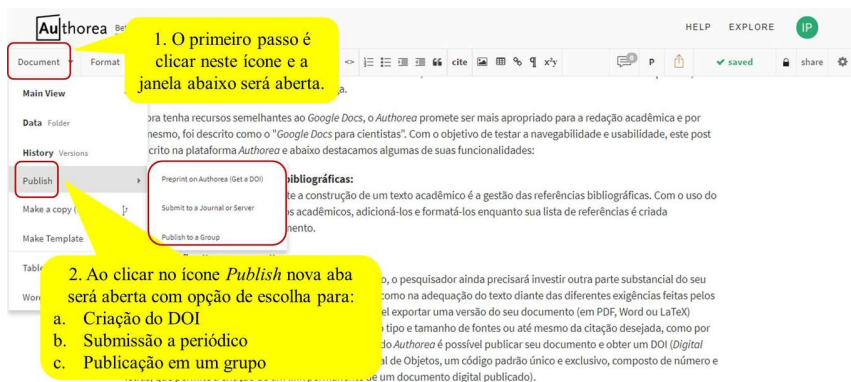 Authorea Be
HELP EXPLORE IP
1. O primeiro passo é
clicar neste ícone e a
janela abaixo será aberta.
Document Format
<> cite x²y P saved share
Main View
a.
Data Folder
ora tenha recursos semelhantes ao Google Docs, o Authorea promete ser mais apropriado para a redação acadêmica e por
mesmo, foi descrito como o "Google Docs para cientistas". Com o objetivo de testar a navegabilidade e usabilidade, este post
History Versions
crito na plataforma Authorea e abaixo destacamos algumas de suas funcionalidades:
Publish
Preprint on Authorea (Get a DOI)
bibliográficas:
te a construção de um texto acadêmico é a gestão das referências bibliográficas. Com o uso do
Make a copy (
Submit to a Journal or Server
os acadêmicos, adicioná-los e formatá-los enquanto sua lista de referências é criada
Make Template
Publish to a Group
mento.
Table
2. Ao clicar no ícone Publish nova aba
será aberta com opção de escolha para:
a. Criação do DOI
b. Submissão a periódico
c. Publicação em um grupo
Wor
o, o pesquisador ainda precisará investir outra parte substancial do seu
como na adequação do texto diante das diferentes exigências feitas pelos
el exportar uma versão do seu documento (em PDF, Word ou LaTeX)
tipo e tamanho de fontes ou até mesmo da citação desejada, como por
do Authorea é possível publicar seu documento e obter um DOI (Digital
al de Objetos, um código padrão único e exclusivo, composto de número e
de um documento digital publicado).